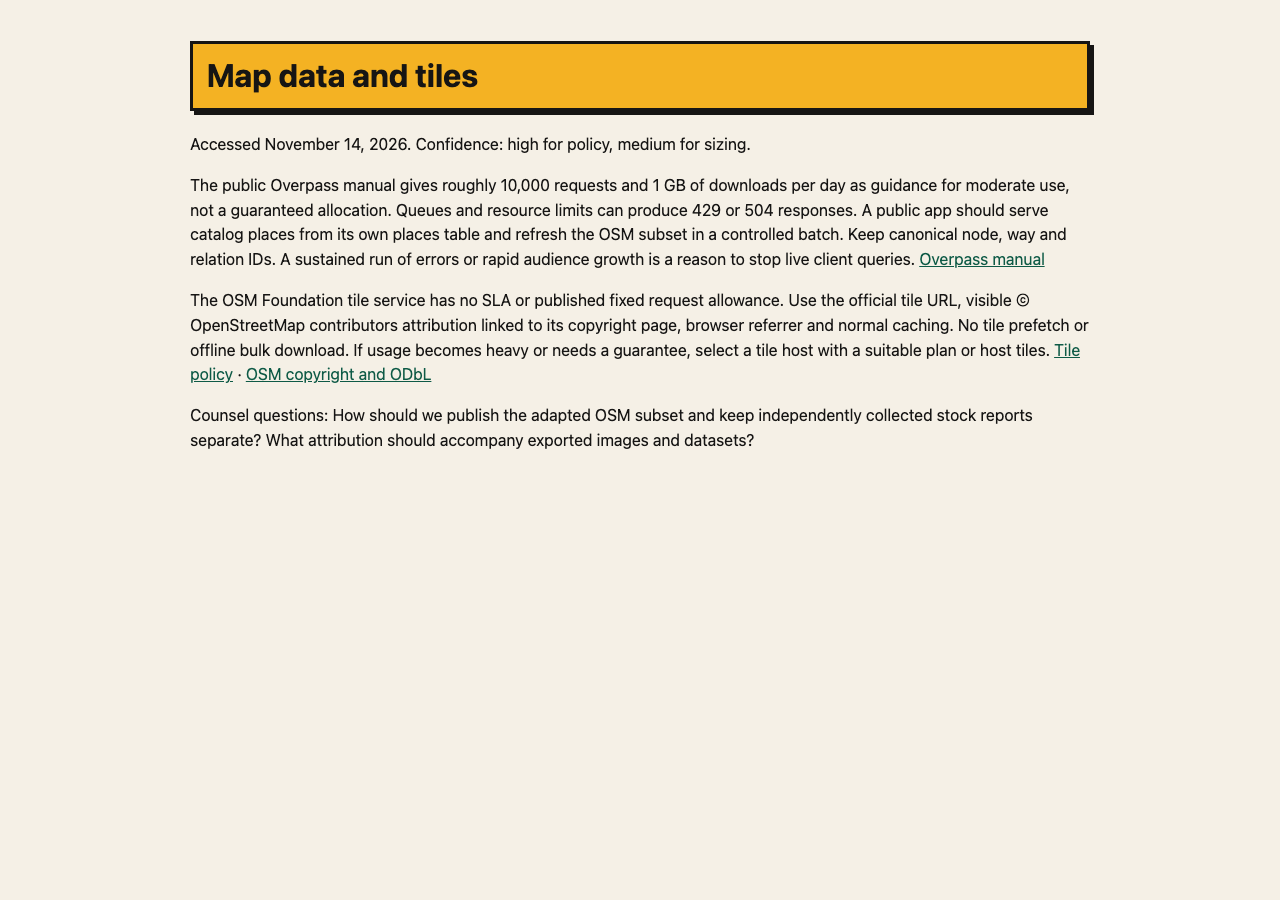 Map data and tiles
Accessed November 14, 2026. Confidence: high for policy, medium for sizing.
The public Overpass manual gives roughly 10,000 requests and 1 GB of downloads per day as guidance for moderate use,
not a guaranteed allocation. Queues and resource limits can produce 429 or 504 responses. A public app should serve
catalog places from its own places table and refresh the OSM subset in a controlled batch. Keep canonical node, way and
relation IDs. A sustained run of errors or rapid audience growth is a reason to stop live client queries. Overpass manual
The OSM Foundation tile service has no SLA or published fixed request allowance. Use the official tile URL, visible ©
OpenStreetMap contributors attribution linked to its copyright page, browser referrer and normal caching. No tile prefetch or
offline bulk download. If usage becomes heavy or needs a guarantee, select a tile host with a suitable plan or host tiles. Tile
policy · OSM copyright and ODbL
Counsel questions: How should we publish the adapted OSM subset and keep independently collected stock reports
separate? What attribution should accompany exported images and datasets?